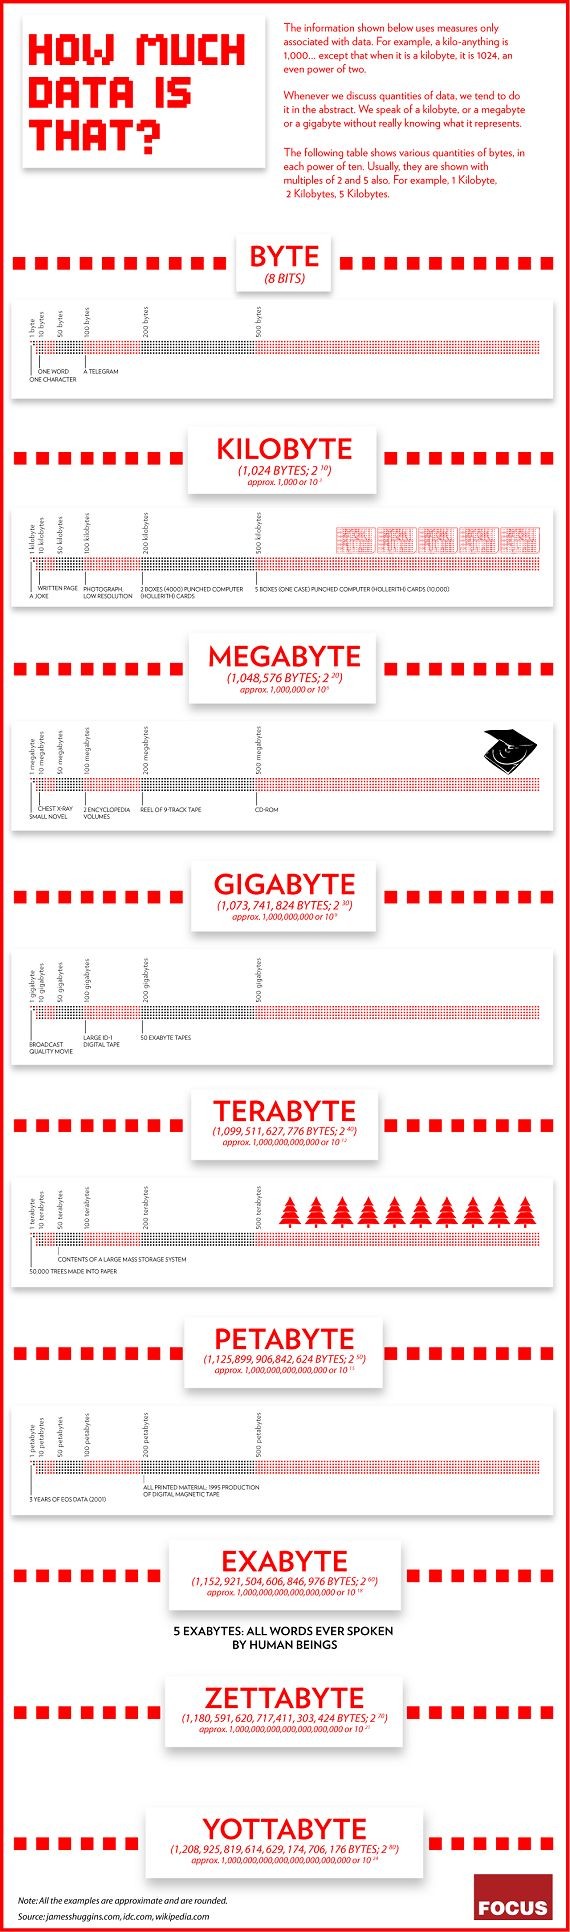 HOW MUCH
DATA IS
THAT?
The information shown below uses measures only
associated with data. For example, a kilo-anything is
1,000... except that when it is a kilobyte, it is 1024, an
even power of two.
Whenever we discuss quantities of data, we tend to do
it in the abstract. We speak of a kilobyte, or a megabyte
or a gigabyte without really knowing what it represents.
The following table shows various quantities of bytes, in
each power of ten. Usually, they are shown with
multiples of 2 and 5 also. For example, 1 Kilobyte,
2 Kilobytes, 5 Kilobytes.
BYTE
(8 BITS)
1 byte
10 bytes
50 bytes
100 bytes
200 bytes
500 bytes
ONE WORD
ONE CHARACTER
A TELEGRAM
KILOBYTE
(1,024 BYTES; 2 10)
approx. 1,000 or 10 3
1 kilobyte
10 kilobytes
50 kilobytes
100 kilobytes
200 kilobytes
500 kilobytes
WRITTEN PAGE
A JOKE
PHOTOGRAPH,
LOW RESOLUTION
2 BOXES (4000) PUNCHED COMPUTER
(HOLLERITH) CARDS
5 BOXES (ONE CASE) PUNCHED COMPUTER (HOLLERITH) CARDS (10,000)
MEGABYTE
(1,048,576 BYTES; 2 20)
approx. 1,000,000 or 10 6
1 megabyte
10 megabytes
50 megabytes
100 megabytes
200 megabytes
500 megabytes
CHEST X-RAY
SMALL NOVEL
2 ENCYCLOPEDIA
VOLUMES
REEL OF 9-TRACK TAPE
CD-ROM
GIGABYTE
(1,073,741,824 BYTES; 2 30)
approx. 1,000,000,000 or 10 9
1 gigabyte
10 gigabytes
50 gigabytes
100 gigabytes
200 gigabytes
500 gigabytes
BROADCAST
QUALITY MOVIE
LARGE ID-1
DIGITAL TAPE
50 EXABYTE TAPES
TERABYTE
(1,099,511,627,776 BYTES; 2 40)
approx. 1,000,000,000,000 or 10 12
1 terabyte
10 terabytes
50 terabytes
100 terabytes
200 terabytes
500 terabytes
CONTENTS OF A LARGE MASS STORAGE SYSTEM
50,000 TREES MADE INTO PAPER
PETABYTE
(1,125,899,906,842,624 BYTES; 2 50)
approx. 1,000,000,000,000,000 or 10 15
1 petabyte
10 petabytes
50 petabytes
100 petabytes
200 petabytes
500 petabytes
3 YEARS OF EOS DATA (2001)
ALL PRINTED MATERIAL; 1995 PRODUCTION
OF DIGITAL MAGNETIC TAPE
EXABYTE
(1,152,921,504,606,846,976 BYTES; 2 60)
approx. 1,000,000,000,000,000,000 or 10 18
5 EXABYTES: ALL WORDS EVER SPOKEN
BY HUMAN BEINGS
ZETTABYTE
(1,180,591,620,717,411,303,424 BYTES; 2 70)
approx. 1,000,000,000,000,000,000,000 or 10 21
YOTTABYTE
(1,208,925,819,614,629,174,706,176 BYTES; 2 80)
approx. 1,000,000,000,000,000,000,000,000 or 10 24
Note: All the examples are approximate and are rounded.
Source: jamesshuggins.com, idc.com, wikipedia.com
FOCUS